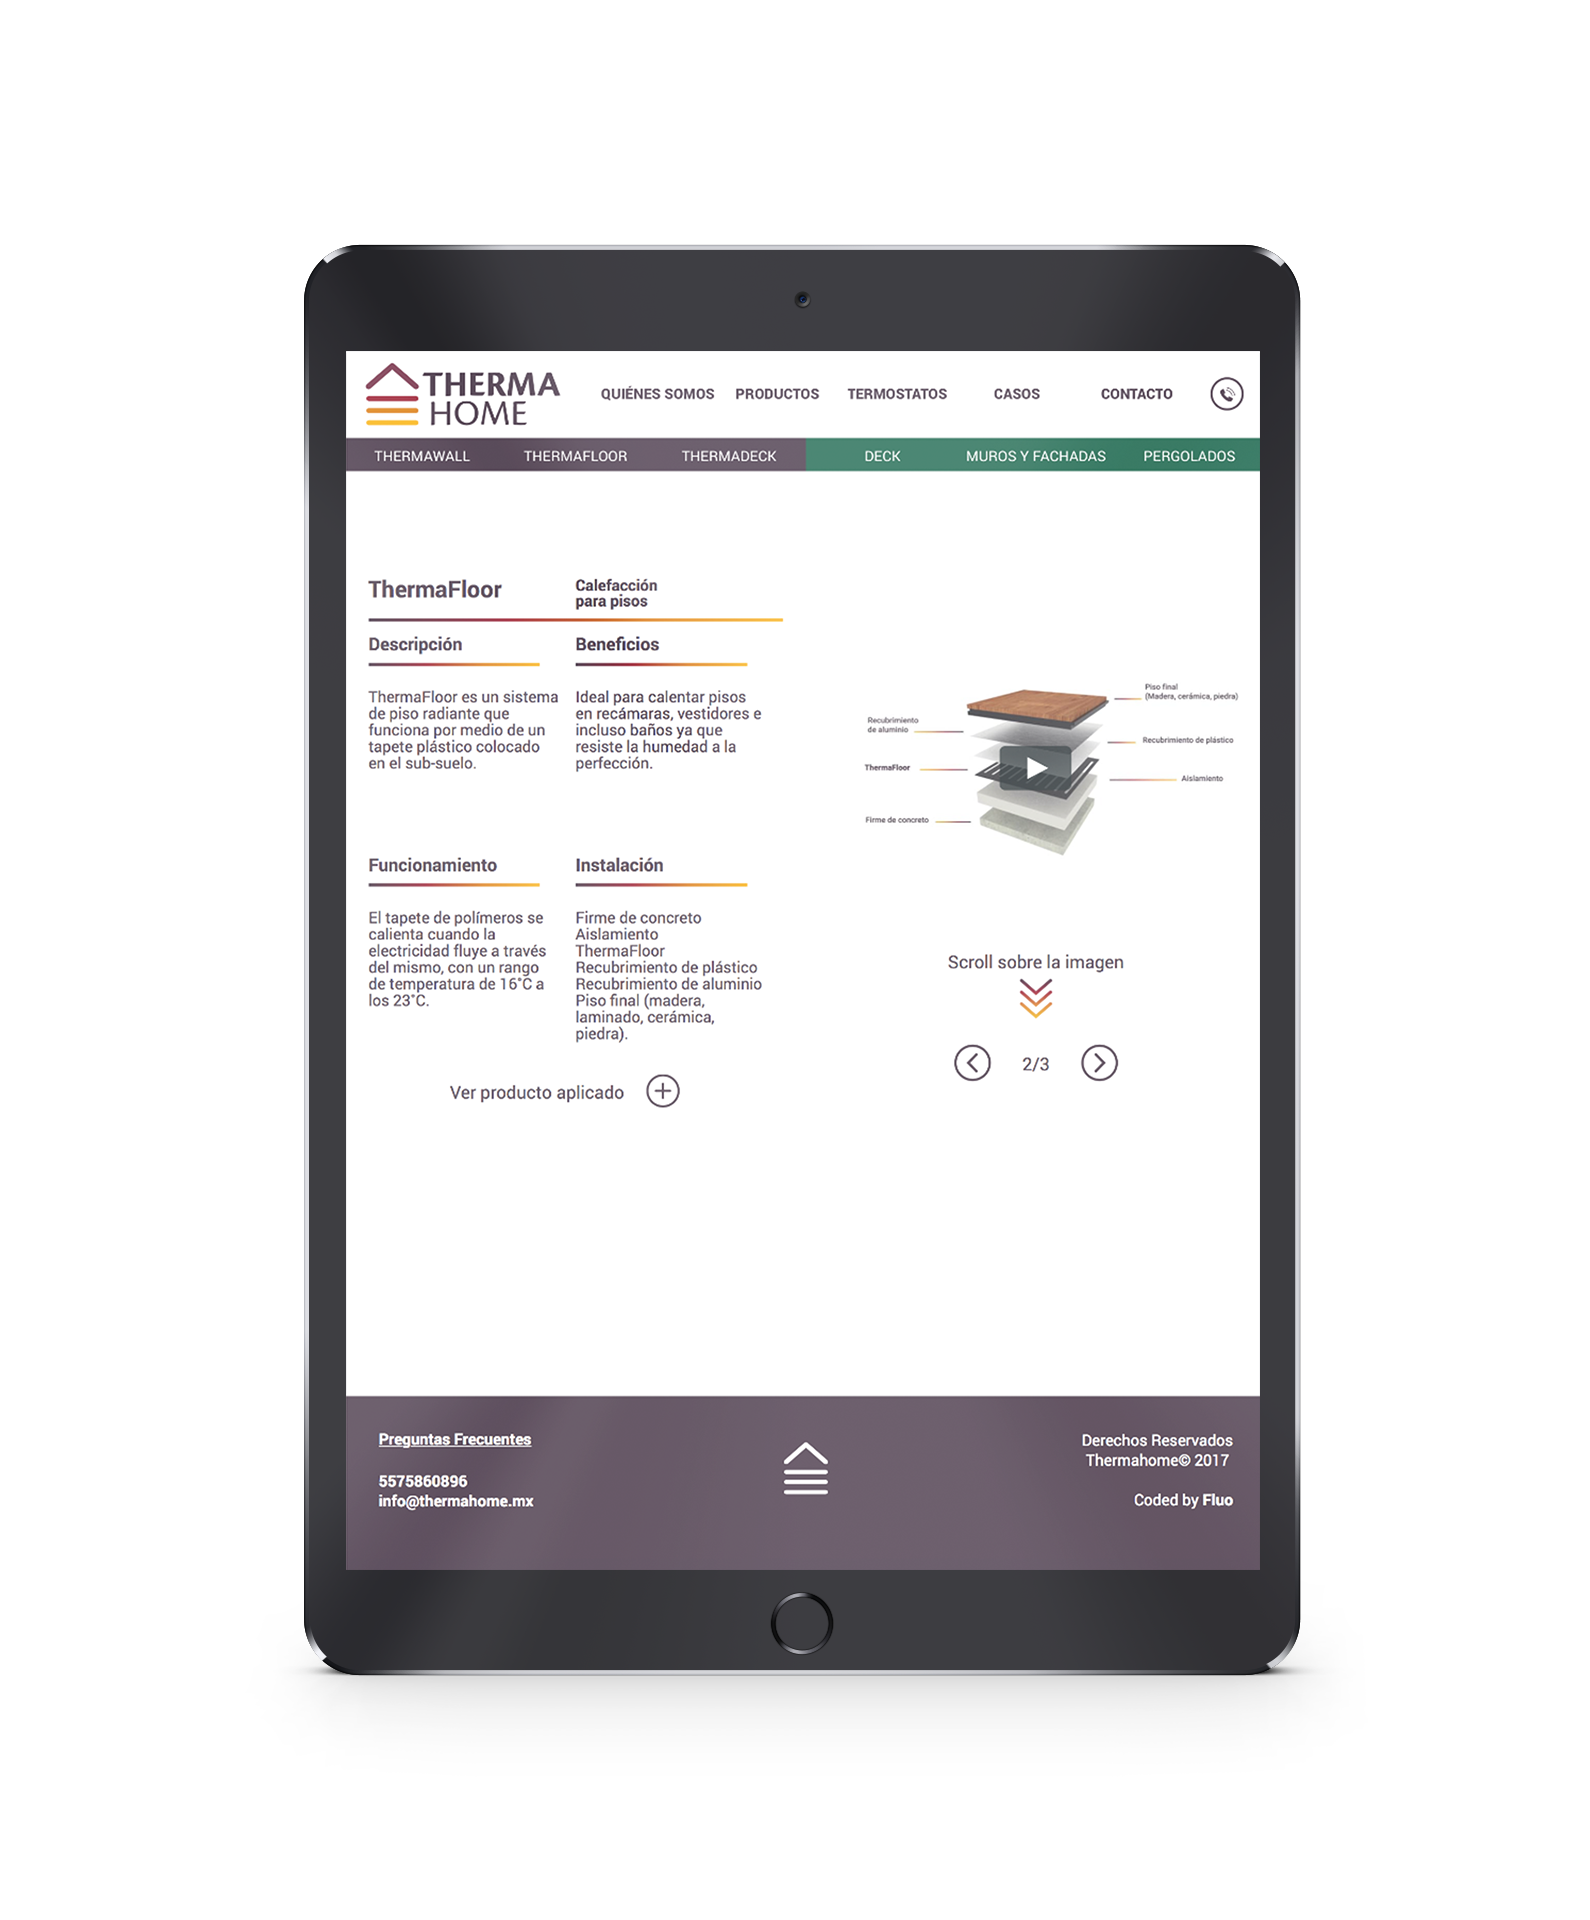 THERMA
HOME
QUIÉNES SOMOS PRODUCTOS TERMOSTATOS CASOS CONTACTO
THERMAWALL THERMAFLOOR THERMADECK DECK MUROS Y FACHADAS PERGOLADOS
ThermaFloor
Calefacción
para pisos
Descripción
ThermaFloor es un sistema
de piso radiante que
funciona por medio de un
tapete plástico colocado
en el sub-suelo.
Beneficios
Ideal para calentar pisos
en recámaras, vestidores e
incluso baños ya que
resiste la humedad a la
perfección.
Funcionamiento
El tapete de polímeros se
calienta cuando la
electricidad fluye a través
del mismo, con un rango
de temperatura de 16°C a
los 23°C.
Instalación
Firme de concreto
Aislamiento
ThermaFloor
Recubrimiento de plástico
Recubrimiento de aluminio
Piso final (madera,
laminado, cerámica,
piedra).
Ver producto aplicado
Piso final
(Madera, cerámica, piedra)
Recubrimiento
de aluminio
Recubrimiento de plástico
ThermaFloor
Aislamiento
Firme de concreto
Scroll sobre la imagen
2/3
Preguntas Frecuentes
5575860896
info@thermahome.mx
Derechos Reservados
Thermahome© 2017
Coded by Fluo